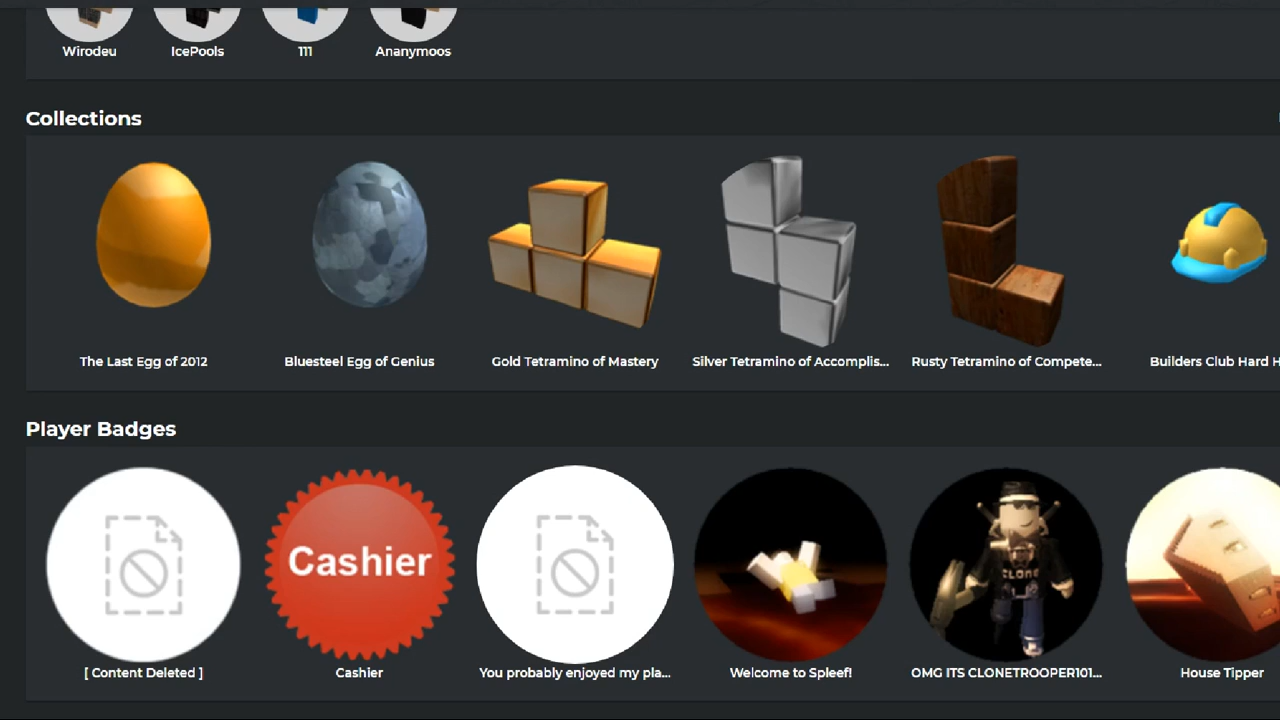 Wirodeu IcePools 111 Ananymoos
Collections
The Last Egg of 2012 Bluesteel Egg of Genius Gold Tetramino of Mastery Silver Tetramino of Accomplis... Rusty Tetramino of Compete... Builders Club Hard H
Player Badges
Cashier
CLONE
[ Content Deleted ] Cashier You probably enjoyed my pla... Welcome to Spleef! OMG ITS CLONETROOPER101... House Tipper